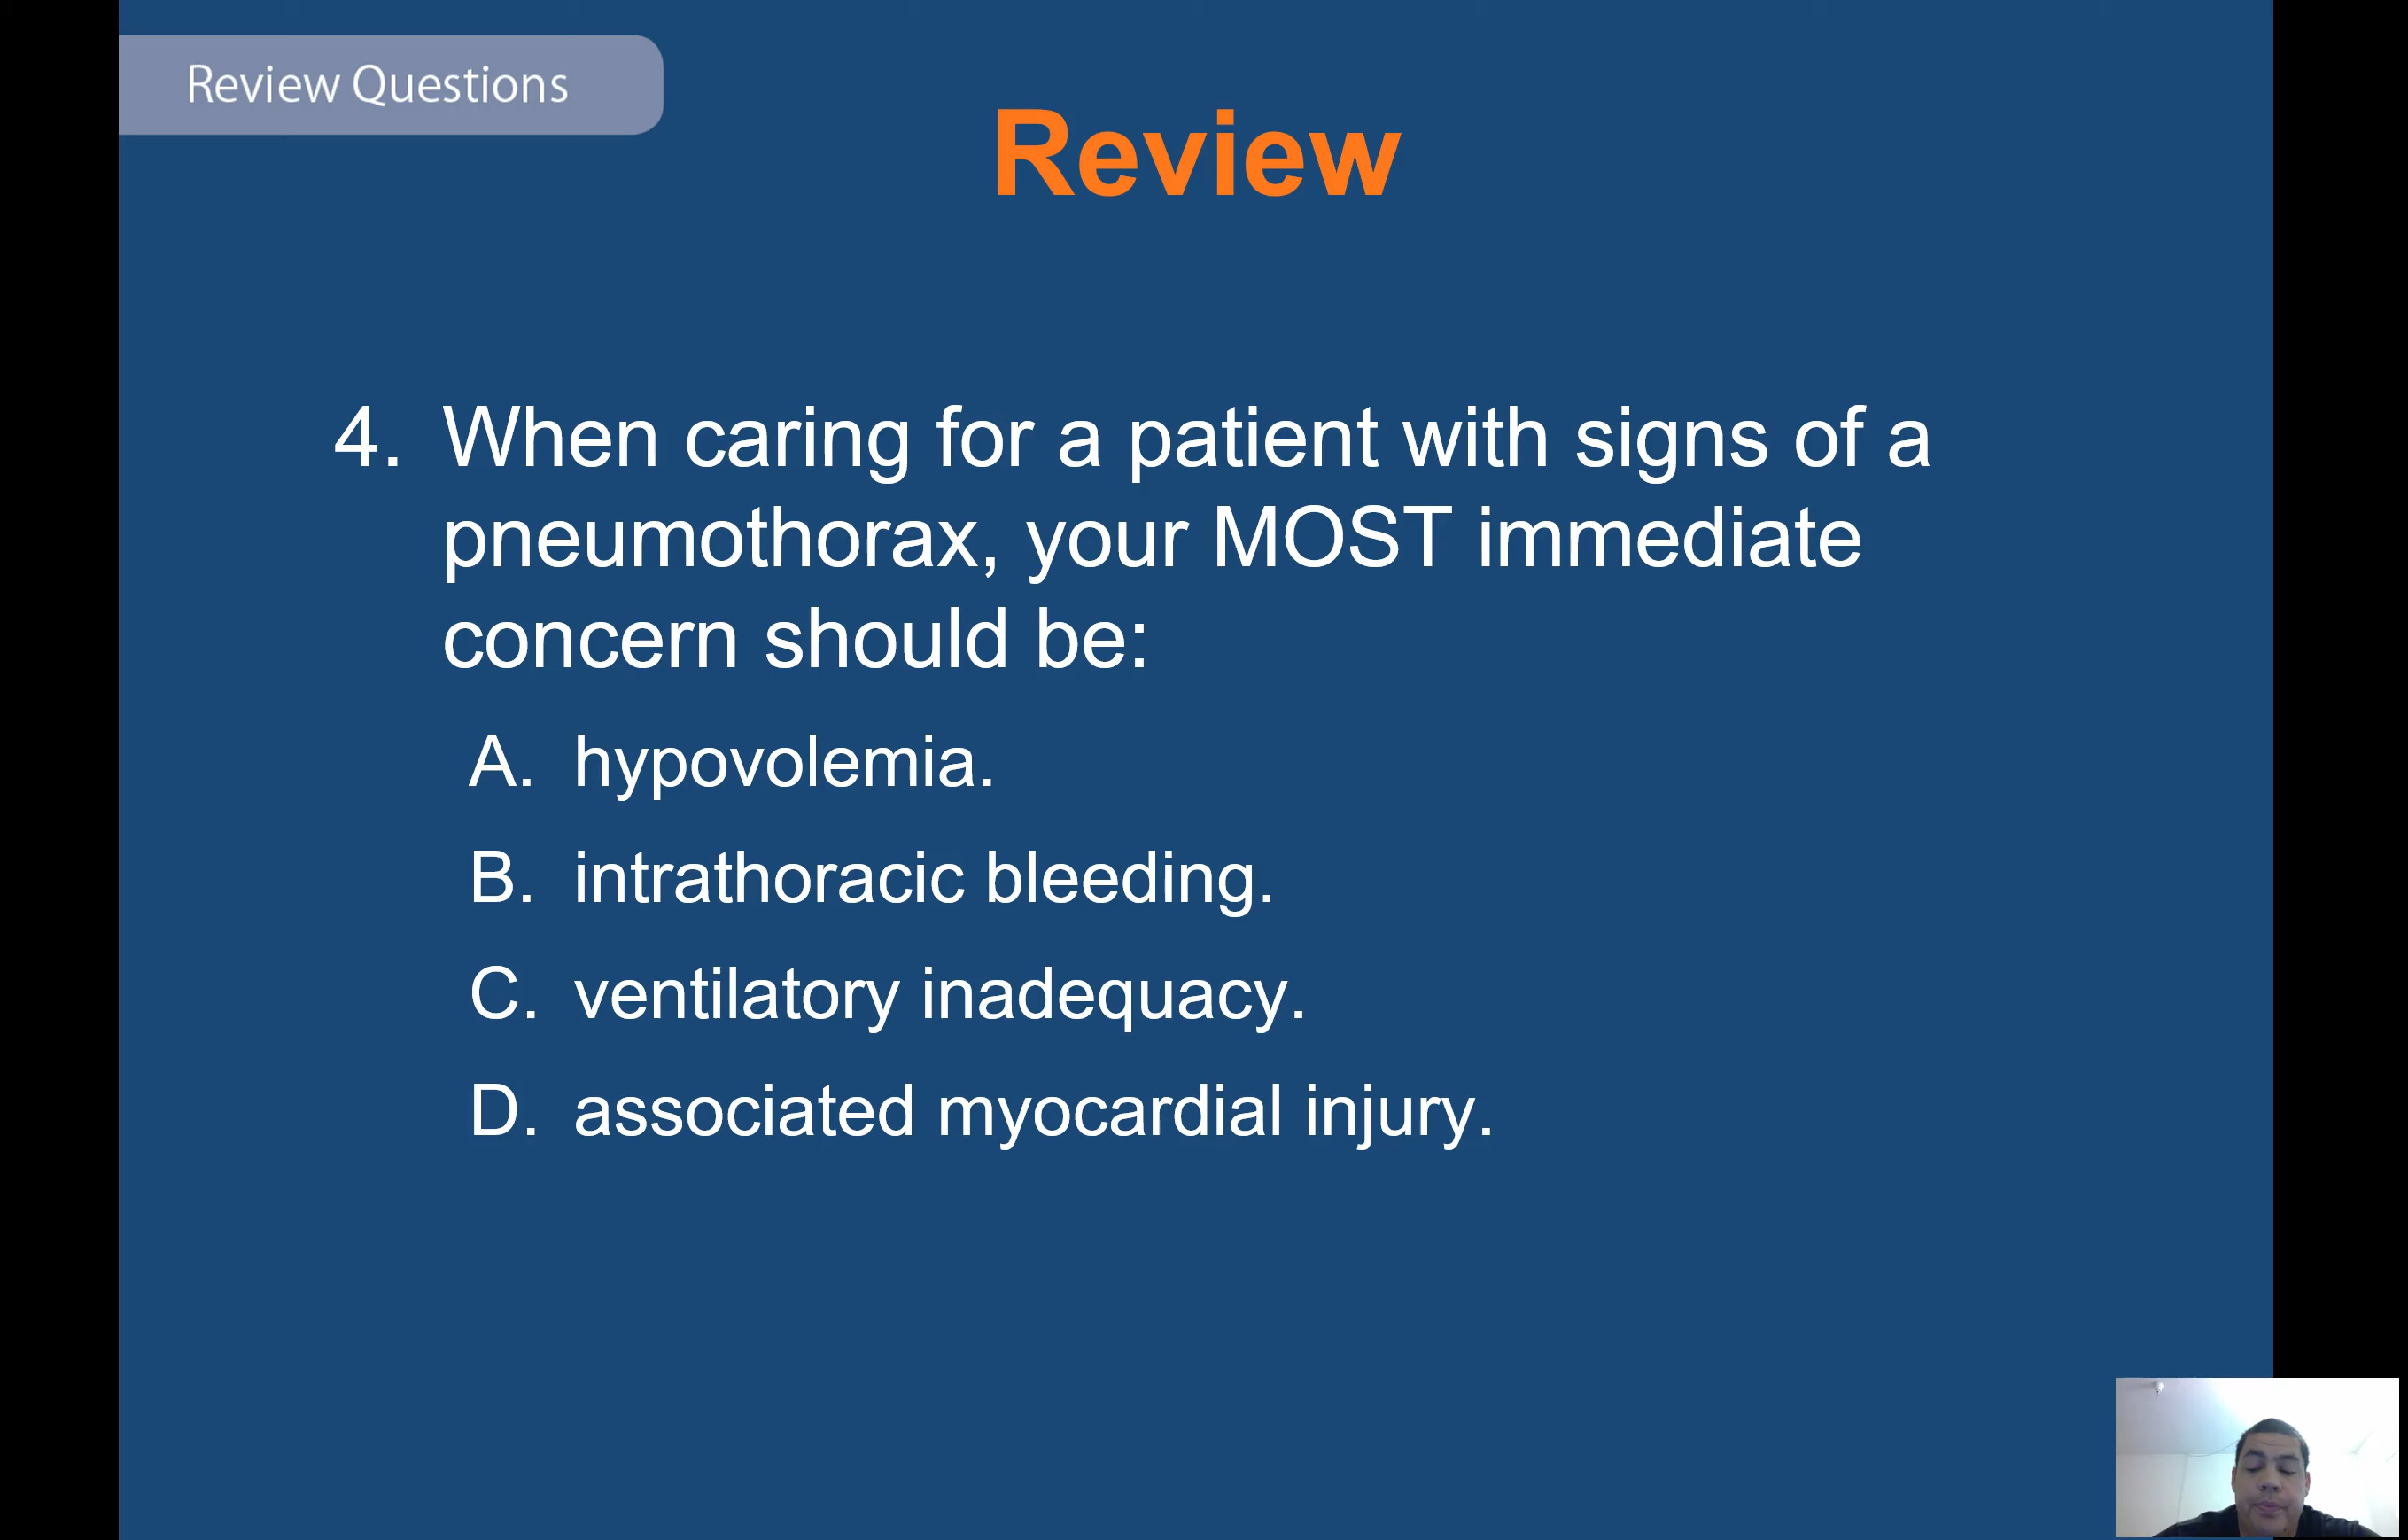 Review Questions
Review
4. When caring for a patient with signs of a
pneumothorax, your MOST immediate
concern should be:
A. hypovolemia.
B. intrathoracic bleeding.
C. ventilatory inadequacy.
D. associated myocardial injury.